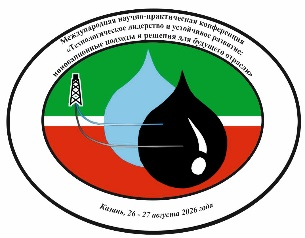 Международная научно-практическая конференция
«Технологическое лидерство и устойчивое развитие:
инновационные подходы и решения для будущего отрасли»
Казань, 26 - 27 августа 2026 года